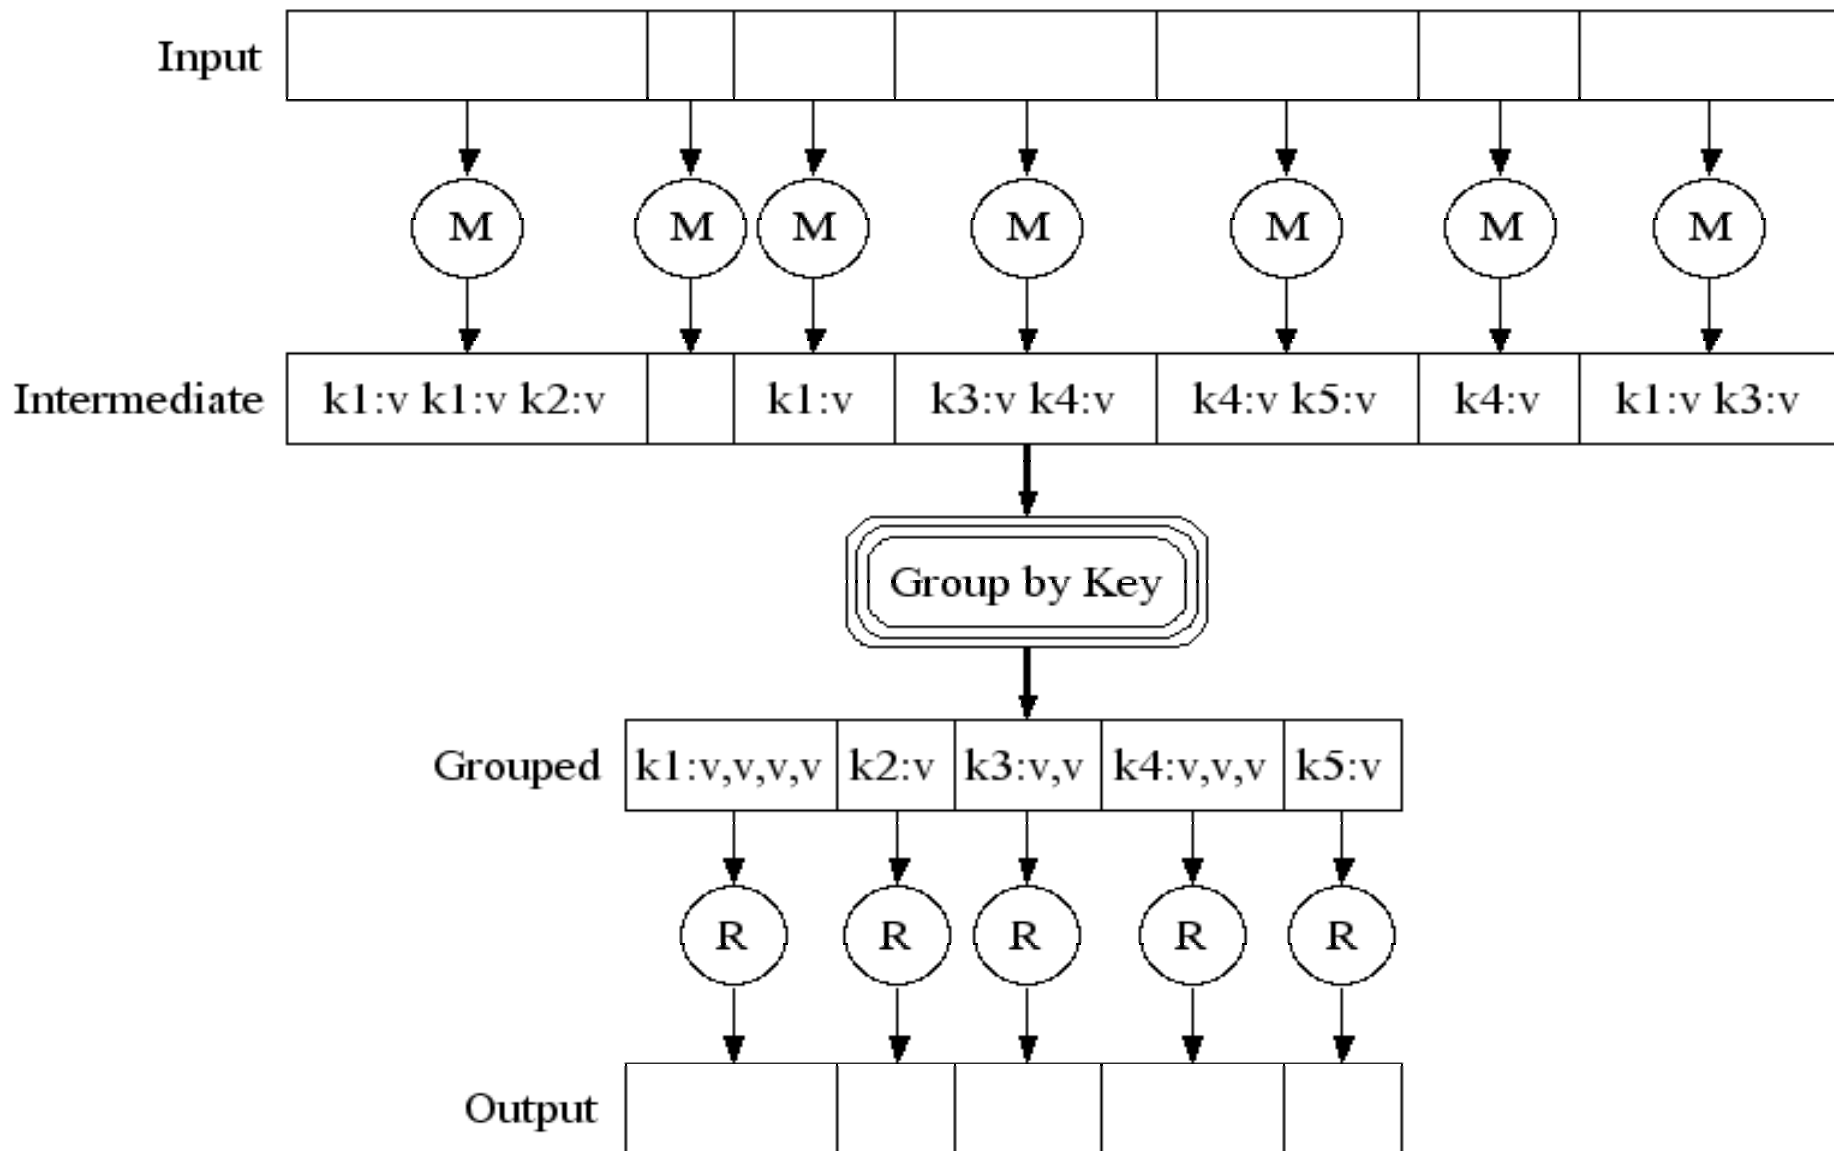 Input
M M M M M M M
Intermediate k1:v k1:v k2:v k1:v k3:v k4:v k4:v k5:v k4:v k1:v k3:v
Group by Key
Grouped k1:v,v,v,v k2:v k3:v,v k4:v,v,v k5:v
R R R R R
Output